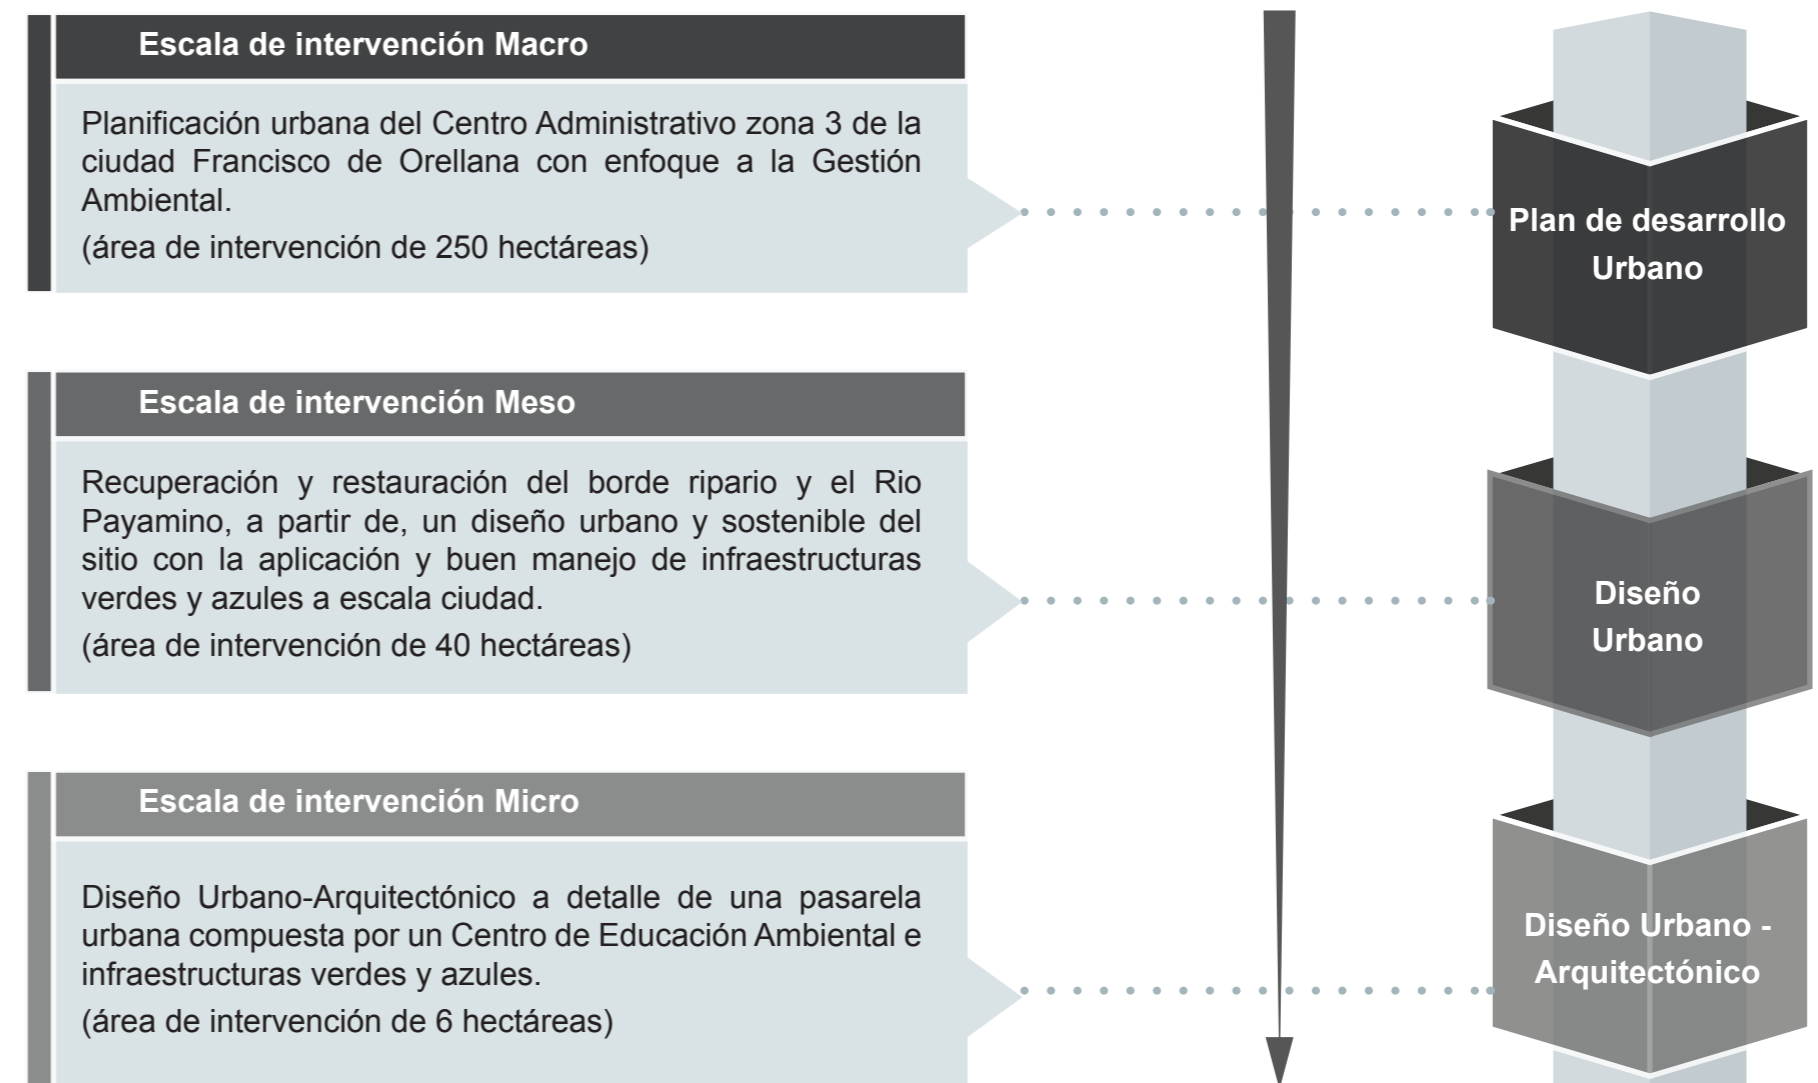 Escala de intervención Macro
Planificación urbana del Centro Administrativo zona 3 de la
ciudad Francisco de Orellana con enfoque a la Gestión
Ambiental.
(área de intervención de 250 hectáreas)
Plan de desarrollo
Urbano
Escala de intervención Meso
Recuperación y restauración del borde ripario y el Rio
Payamino, a partir de, un diseño urbano y sostenible del
sitio con la aplicación y buen manejo de infraestructuras
verdes y azules a escala ciudad.
(área de intervención de 40 hectáreas)
Diseño
Urbano
Escala de intervención Micro
Diseño Urbano-Arquitectónico a detalle de una pasarela
urbana compuesta por un Centro de Educación Ambiental e
infraestructuras verdes y azules.
(área de intervención de 6 hectáreas)
Diseño Urbano -
Arquitectónico